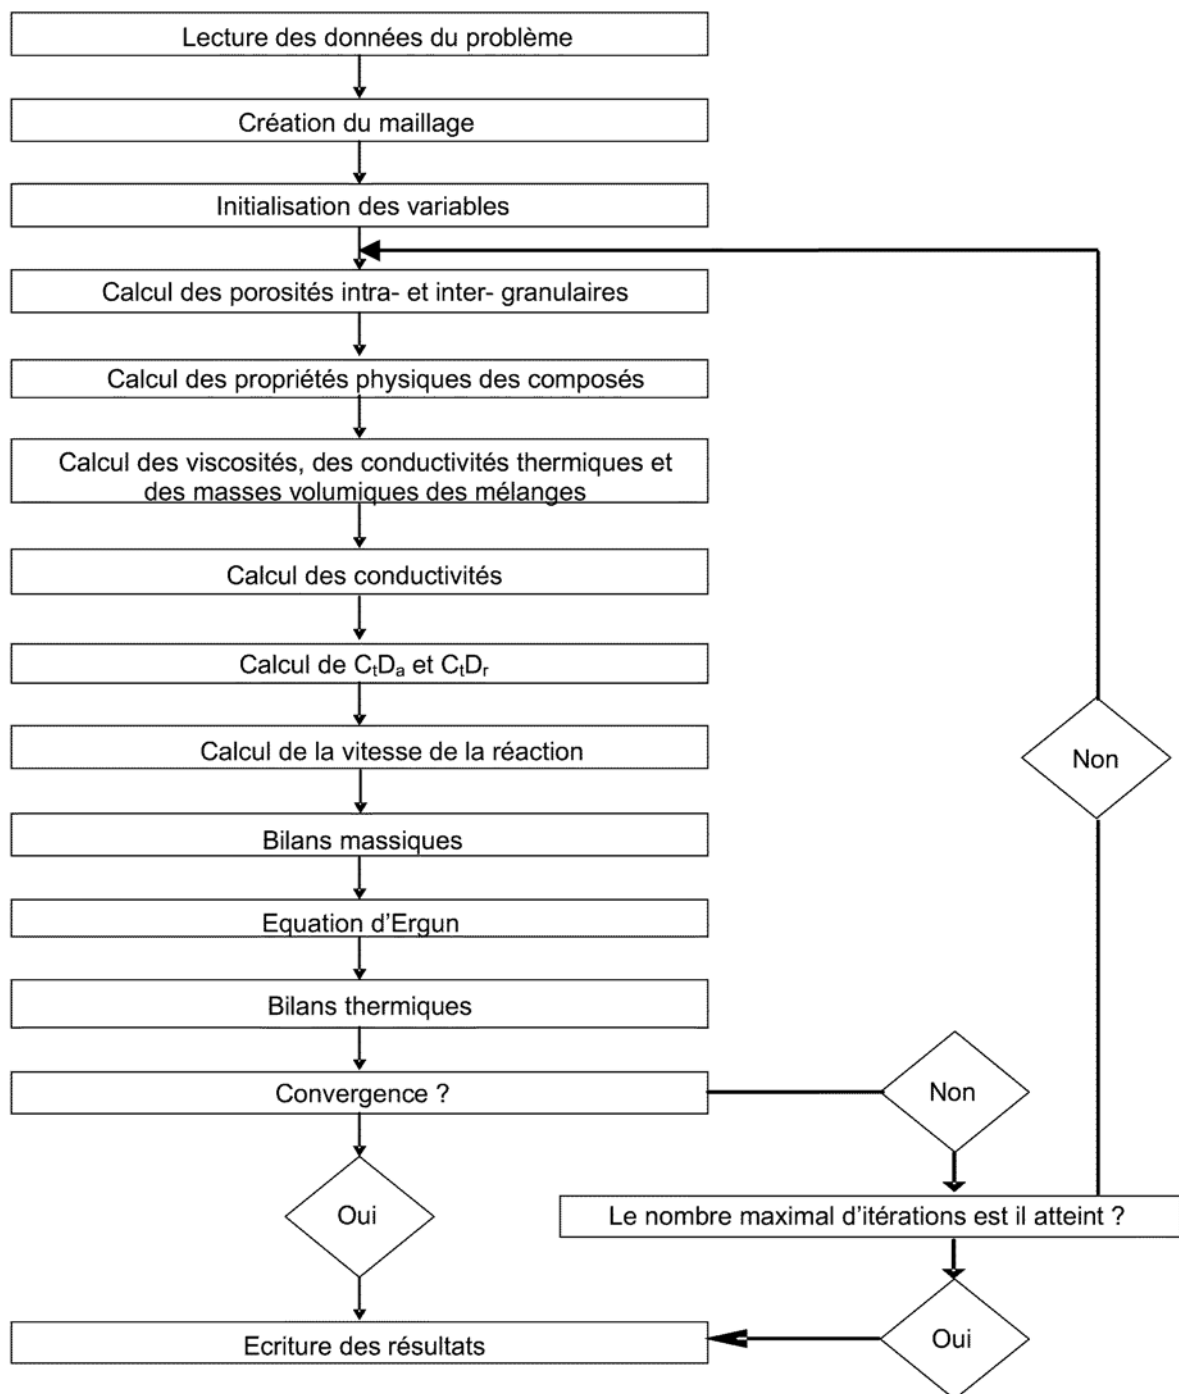 Lecture des données du problème
Création du maillage
Initialisation des variables
Calcul des porosités intra- et inter- granulaires
Calcul des propriétés physiques des composés
Calcul des viscosités, des conductivités thermiques et
des masses volumiques des mélanges
Calcul des conductivités
Calcul de CₜDₐ et CₜDᵣ
Calcul de la vitesse de la réaction
Non
Bilans massiques
Equation d'Ergun
Bilans thermiques
Convergence ?
Non
Oui
Le nombre maximal d'itérations est il atteint ?
Ecriture des résultats
Oui